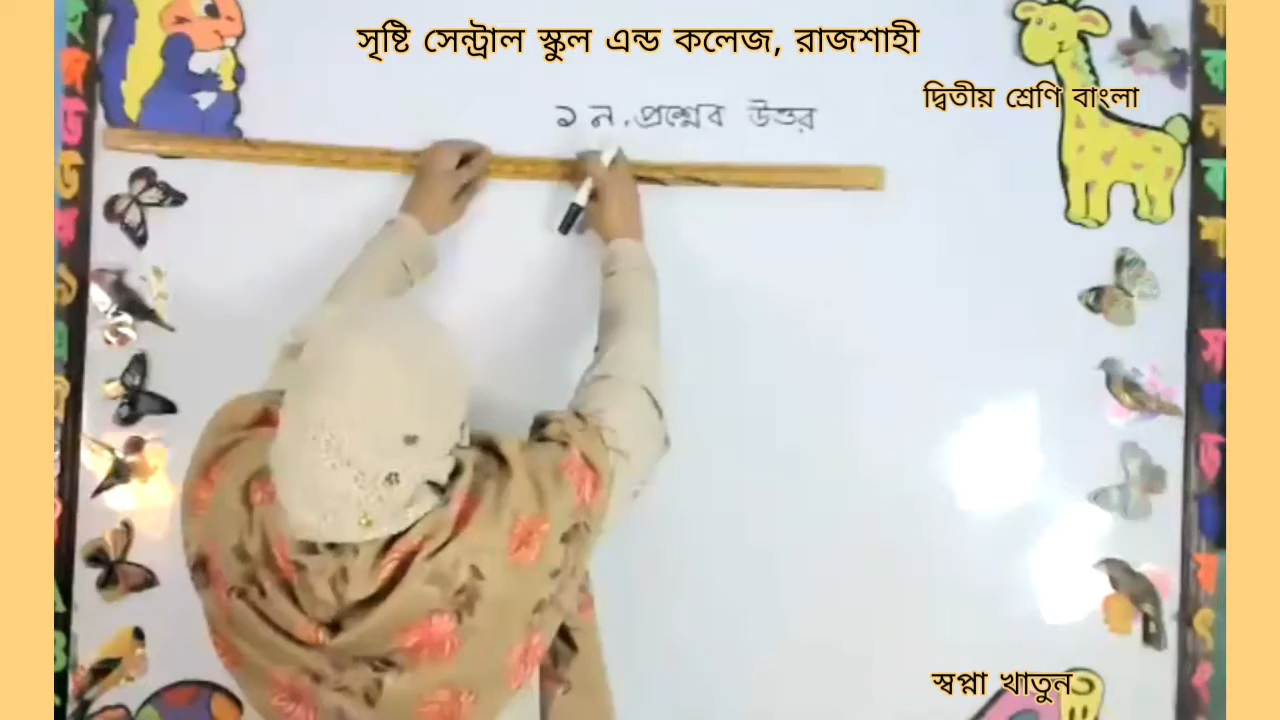 সৃষ্টি সেন্ট্রাল স্কুল এন্ড কলেজ, রাজশাহী
দ্বিতীয় শ্রেণি বাংলা
১ ন. প্রশ্নের উত্তর
স্বপ্না খাতুন